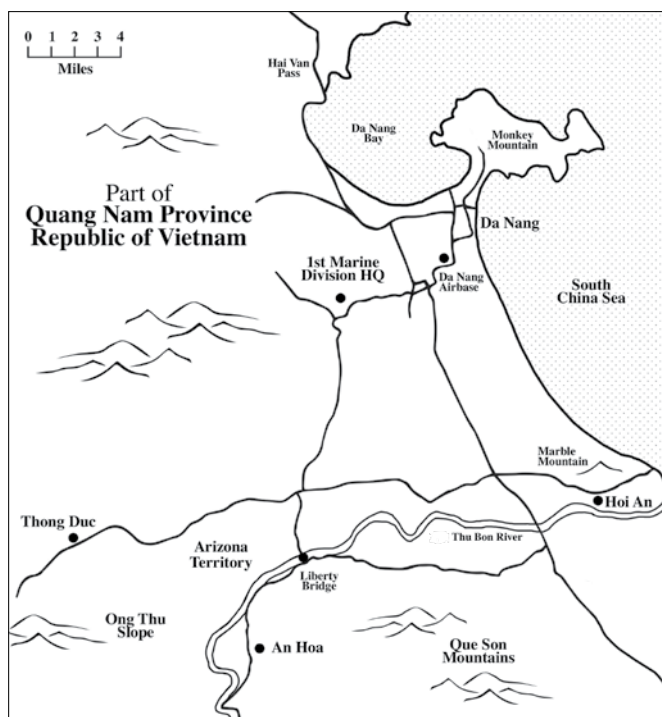 0 1 2 3 4
Miles
Hai Van
Pass
Da Nang
Bay
Monkey
Mountain
Part of
Quang Nam Province
Republic of Vietnam
Da Nang
1st Marine
Division HQ
Da Nang
Airbase
South
China Sea
Marble
Mountain
Hoi An
Thong Duc
Arizona
Territory
Thu Bon River
Liberty
Bridge
Ong Thu
Slope
An Hoa
Que Son
Mountains